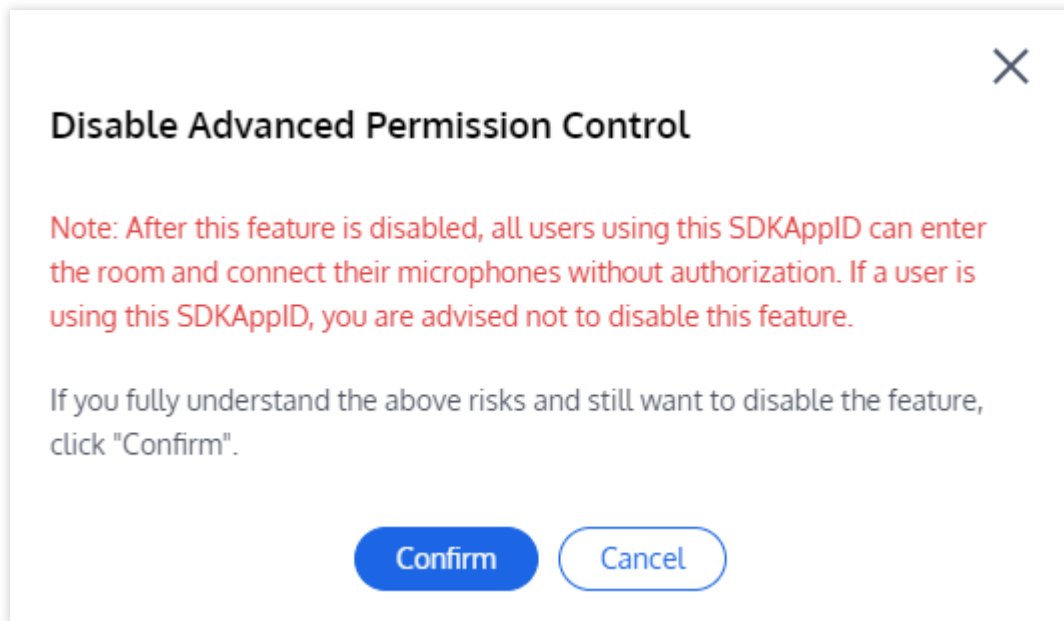 Disable Advanced Permission Control
Note: After this feature is disabled, all users using this SDKAppID can enter
the room and connect their microphones without authorization. If a user is
using this SDKAppID, you are advised not to disable this feature.
If you fully understand the above risks and still want to disable the feature,
click "Confirm".
Confirm
Cancel